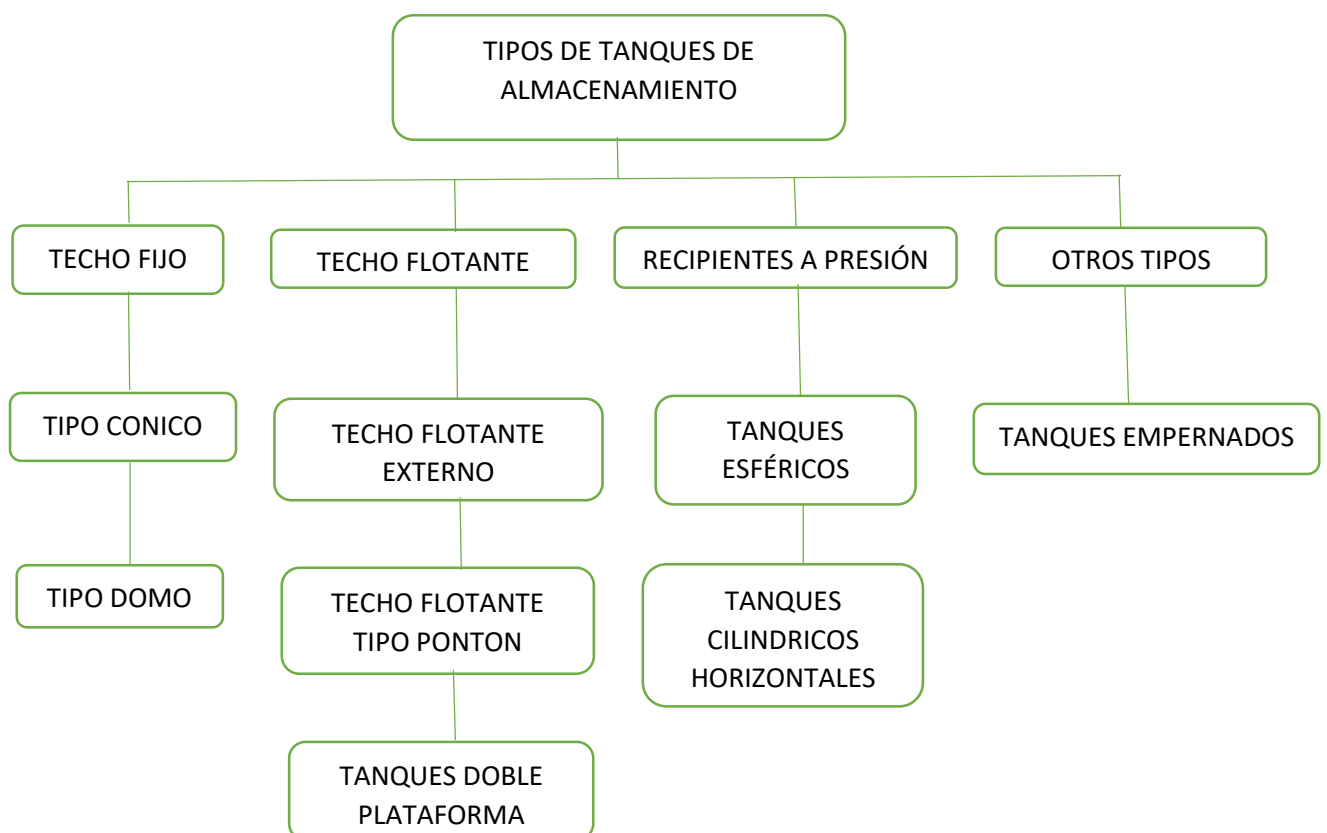 TIPOS DE TANQUES DE
ALMACENAMIENTO
TECHO FIJO
TECHO FLOTANTE
RECIPIENTES A PRESIÓN
OTROS TIPOS
TIPO CONICO
TECHO FLOTANTE
EXTERNO
TANQUES
ESFÉRICOS
TANQUES EMPERNADOS
TIPO DOMO
TECHO FLOTANTE
TIPO PONTON
TANQUES
CILINDRICOS
HORIZONTALES
TANQUES DOBLE
PLATAFORMA